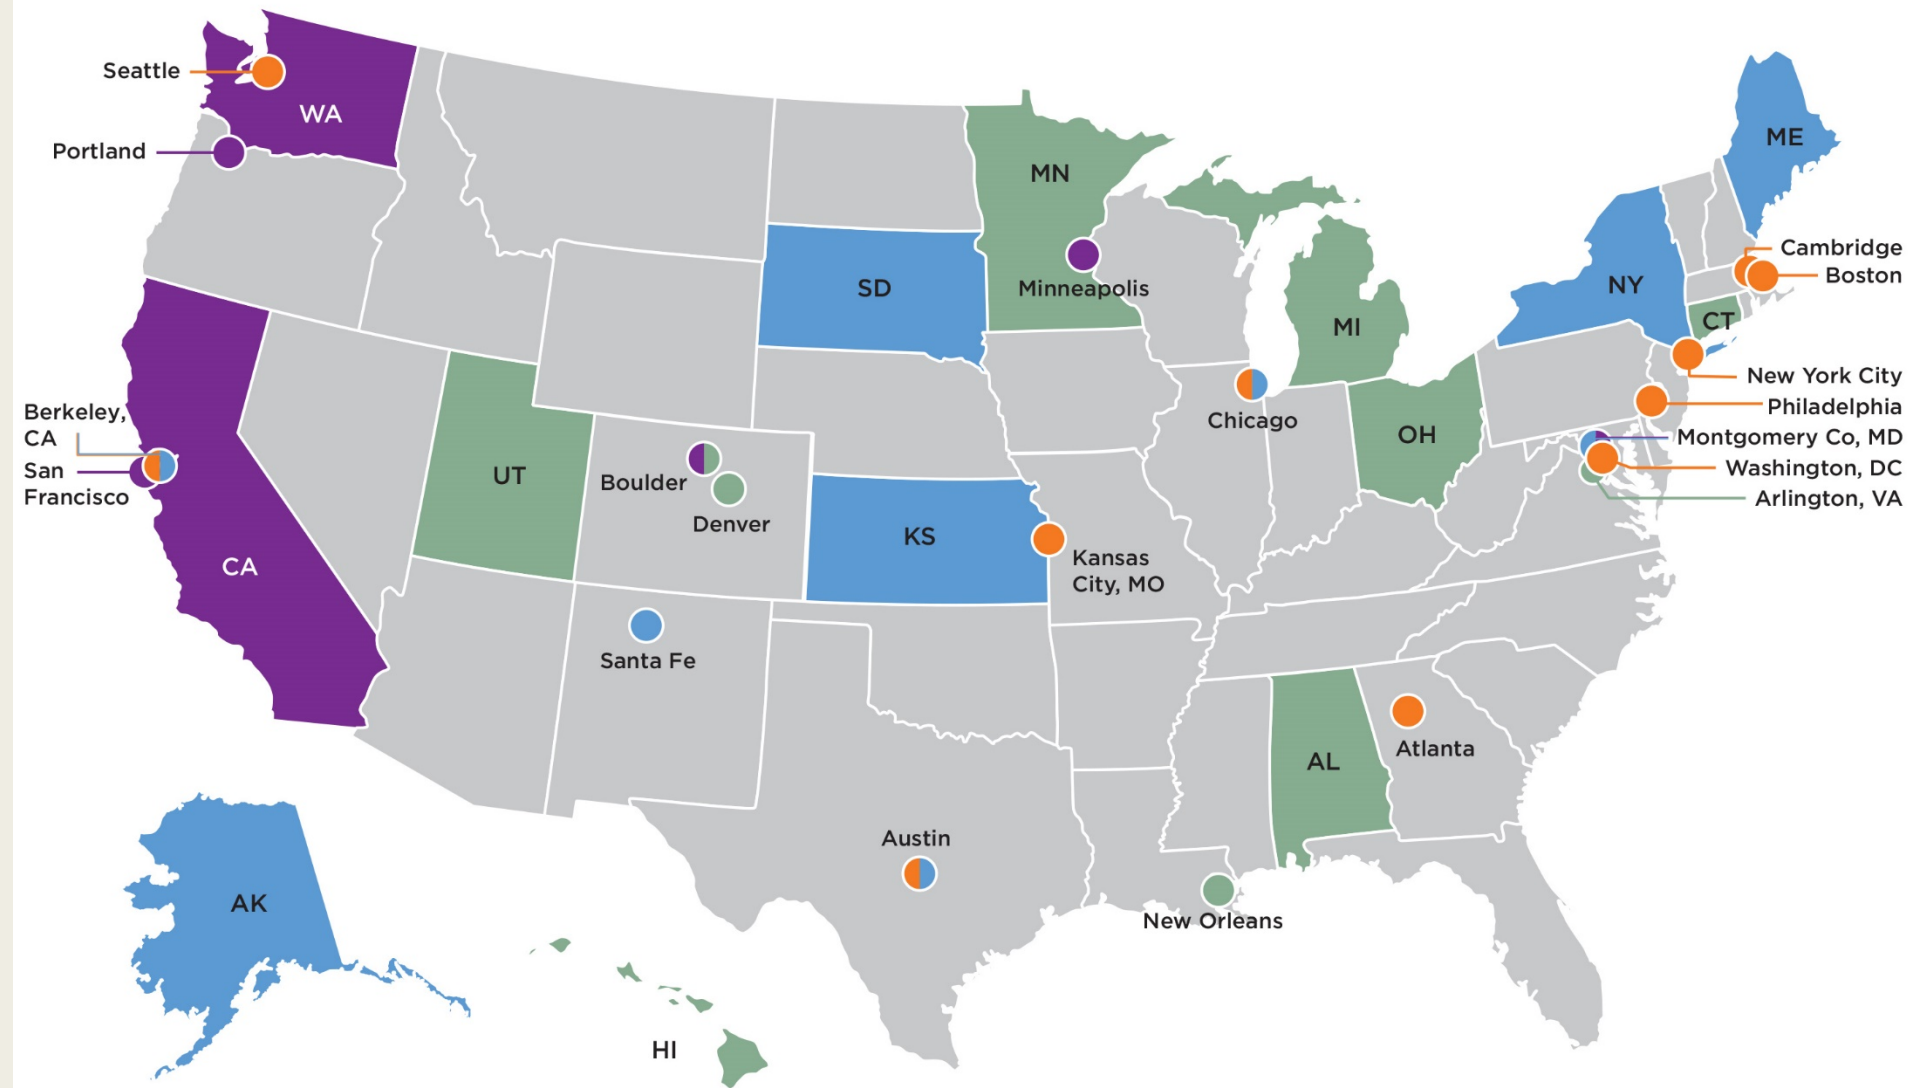 Seattle
WA
Portland
MN
ME
Cambridge
Boston
SD
Minneapolis
NY
MI
CT
New York City
Philadelphia
Berkeley,
CA
San
Francisco
Chicago
OH
Montgomery Co, MD
Washington, DC
Arlington, VA
UT
Boulder
Denver
KS
Kansas
City, MO
CA
Santa Fe
Atlanta
AL
Austin
New Orleans
AK
HI